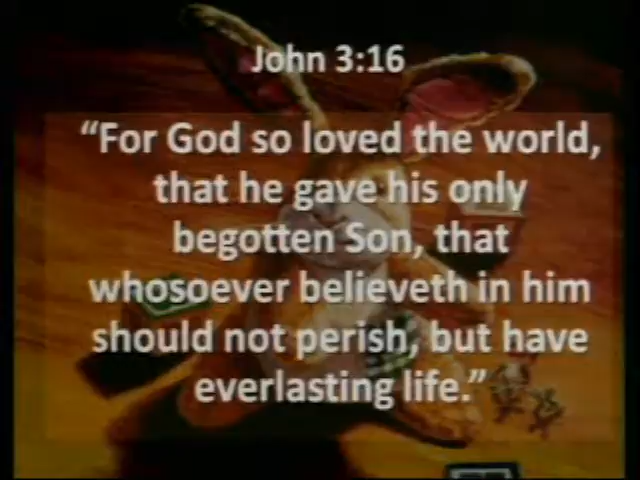 John 3:16
“For God so loved the world,
that he gave his only
begotten Son, that
whosoever believeth in him
should not perish, but have
everlasting life.”